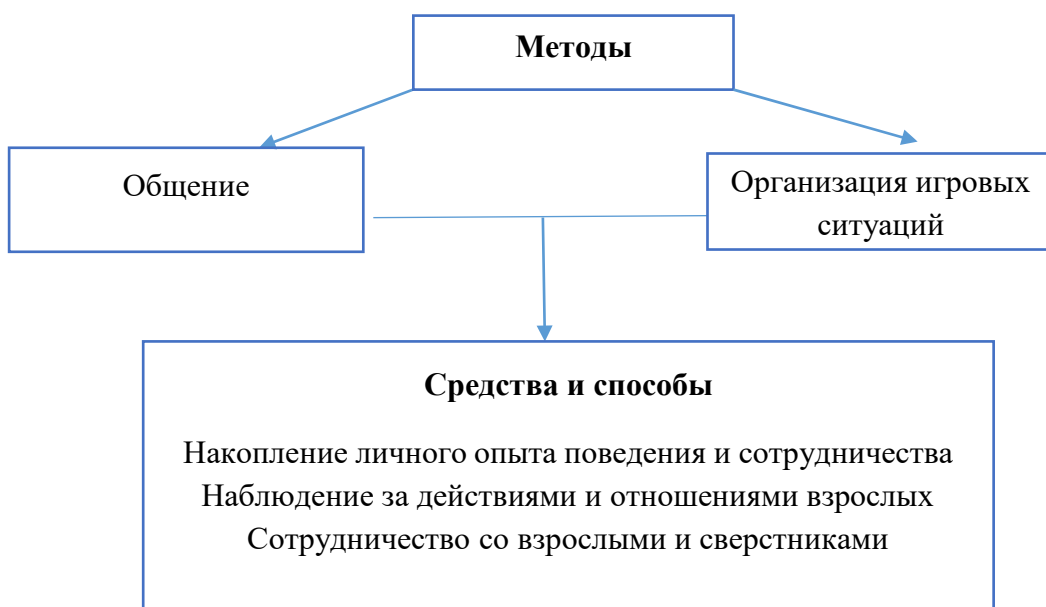 Методы
Общение
Организация игровых
ситуаций
Средства и способы
Накопление личного опыта поведения и сотрудничества
Наблюдение за действиями и отношениями взрослых
Сотрудничество со взрослыми и сверстниками